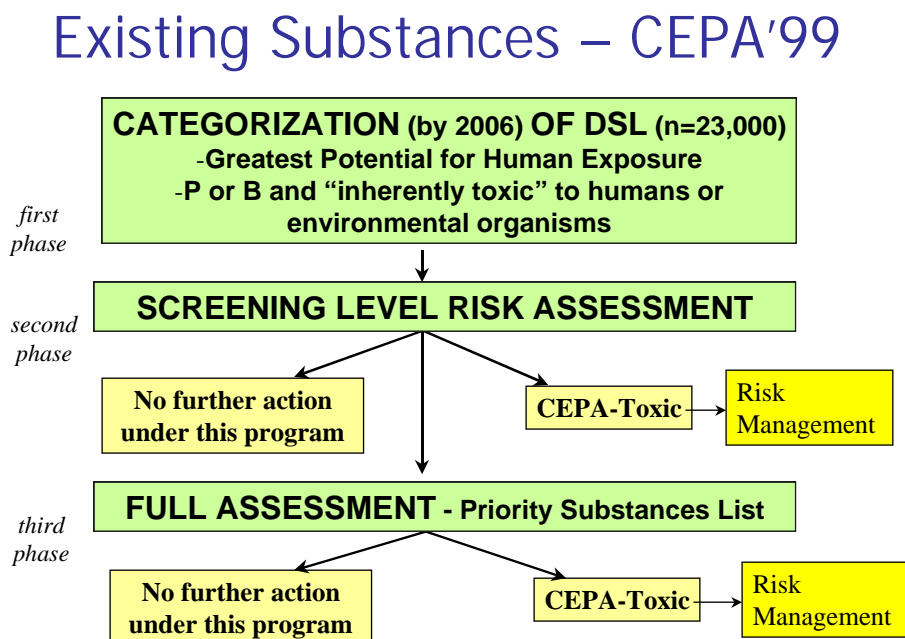 Existing Substances – CEPA'99
CATEGORIZATION (by 2006) OF DSL (n=23,000)
-Greatest Potential for Human Exposure
-P or B and “inherently toxic” to humans or
environmental organisms
first
phase
SCREENING LEVEL RISK ASSESSMENT
second
phase
No further action
under this program
CEPA-Toxic
Risk
Management
FULL ASSESSMENT - Priority Substances List
third
phase
No further action
under this program
CEPA-Toxic
Risk
Management